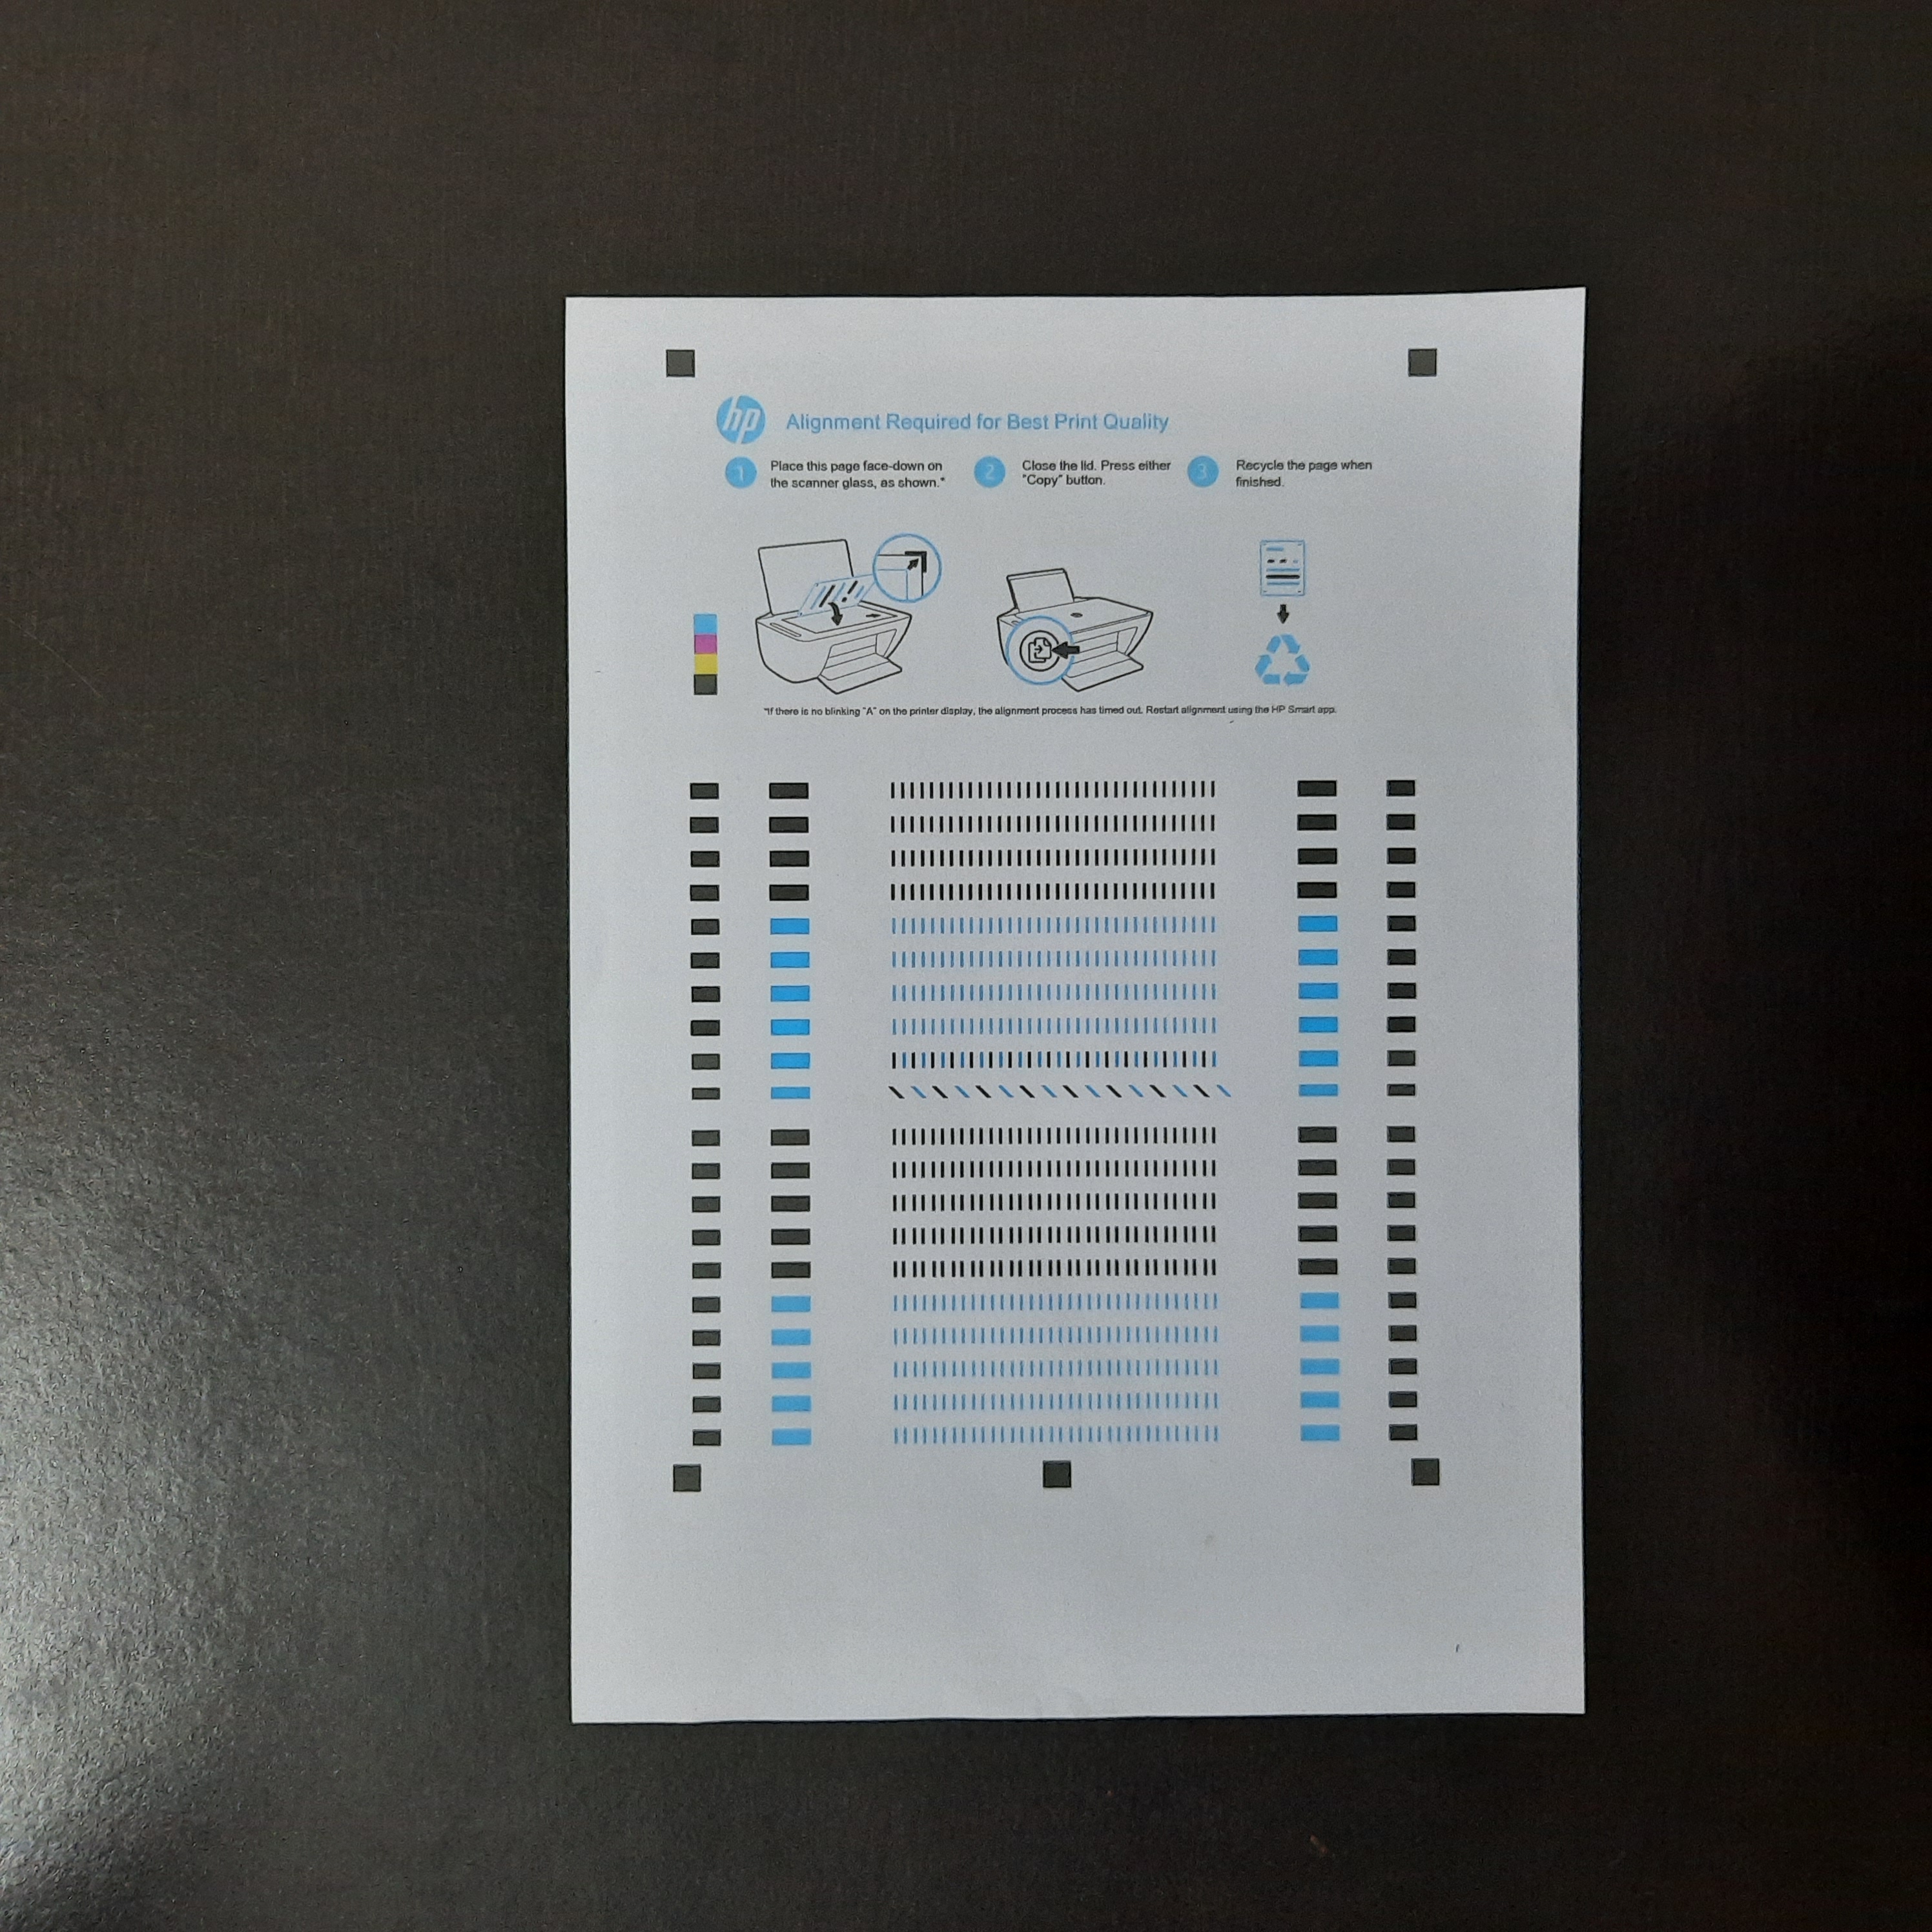 hp Alignment Required for Best Print Quality
1 Place this page face-down on
the scanner glass, as shown.*
2 Close the lid. Press either
"Copy" button.
3 Recycle the page when
finished.
*If there is no blinking "A" on the printer display, the alignment process has timed out. Restart alignment using the HP Smart app.